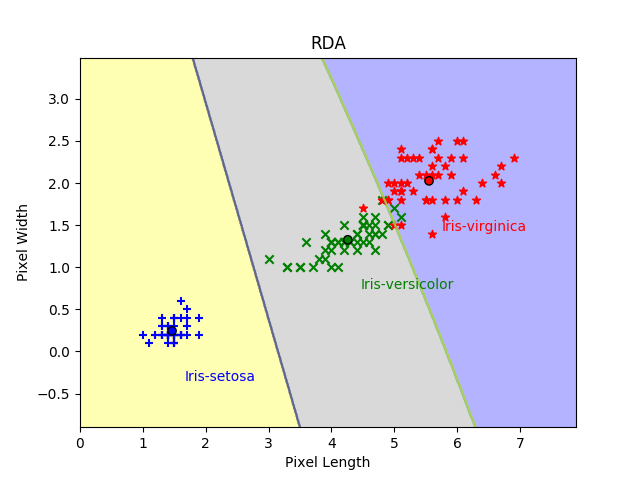 RDA
Pixel Width
3.0
2.5
2.0
1.5
1.0
0.5
0.0
−0.5
Iris-virginica
Iris-versicolor
Iris-setosa
0 1 2 3 4 5 6 7
Pixel Length